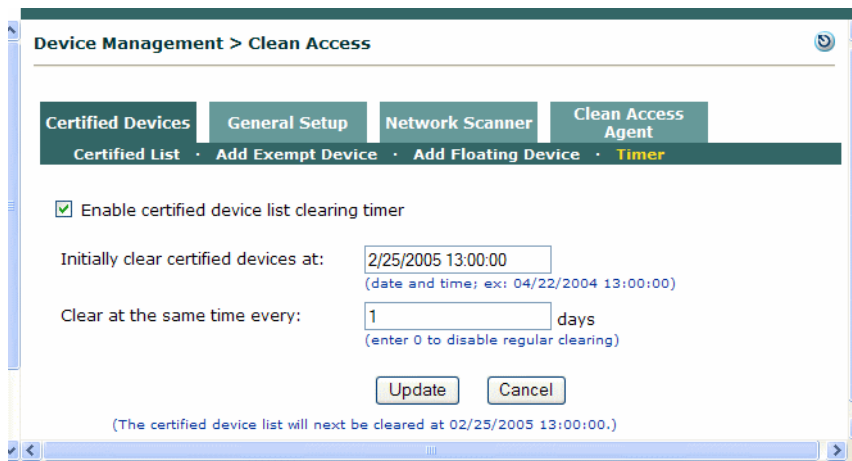 Device Management > Clean Access
Certified Devices General Setup Network Scanner Clean Access Agent
Certified List · Add Exempt Device · Add Floating Device · Timer
Enable certified device list clearing timer
Initially clear certified devices at: 2/25/2005 13:00:00
(date and time; ex: 04/22/2004 13:00:00)
Clear at the same time every: 1 days
(enter 0 to disable regular clearing)
Update Cancel
(The certified device list will next be cleared at 02/25/2005 13:00:00.)